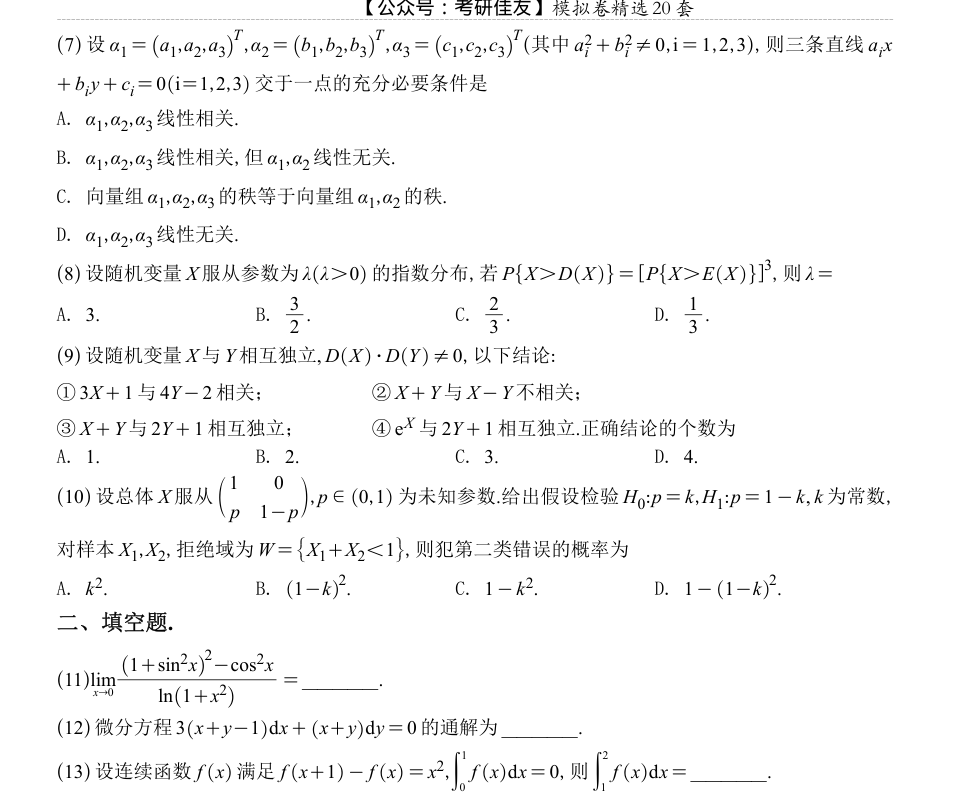 【公众号：考研佳友】模拟卷精选20套
(7) 设 α₁ = (a₁,a₂,a₃)ᵀ,α₂ = (b₁,b₂,b₃)ᵀ,α₃ = (c₁,c₂,c₃)ᵀ(其中 aᵢ² + bᵢ² ≠ 0,i = 1,2,3), 则三条直线 aᵢx
+ bᵢy + cᵢ = 0(i=1,2,3) 交于一点的充分必要条件是
A. α₁,α₂,α₃ 线性相关.
B. α₁,α₂,α₃ 线性相关, 但 α₁,α₂ 线性无关.
C. 向量组 α₁,α₂,α₃ 的秩等于向量组 α₁,α₂ 的秩.
D. α₁,α₂,α₃ 线性无关.
(8) 设随机变量 X 服从参数为 λ(λ>0) 的指数分布, 若 P{X>D(X)} = [P{X>E(X)}]³, 则 λ =
A. 3. B. 3/2. C. 2/3. D. 1/3.
(9) 设随机变量 X 与 Y 相互独立, D(X)·D(Y) ≠ 0, 以下结论:
① 3X + 1 与 4Y − 2 相关; ② X + Y 与 X − Y 不相关;
③ X + Y 与 2Y + 1 相互独立; ④ eˣ 与 2Y + 1 相互独立.正确结论的个数为
A. 1. B. 2. C. 3. D. 4.
(10) 设总体 X 服从 (1 0; p 1−p), p ∈ (0,1) 为未知参数.给出假设检验 H₀:p = k,H₁:p = 1 − k, k 为常数,
对样本 X₁,X₂, 拒绝域为 W = {X₁+X₂<1}, 则犯第二类错误的概率为
A. k². B. (1−k)². C. 1 − k². D. 1 − (1−k)².
二、填空题.
(11) lim x→0 ((1+sin²x)²−cos²x)/(ln(1+x²)) = ________.
(12) 微分方程 3(x+y−1)dx + (x+y)dy = 0 的通解为 ________.
(13) 设连续函数 f(x) 满足 f(x+1) − f(x) = x², ∫₀¹ f(x)dx = 0, 则 ∫₁² f(x)dx = ________.